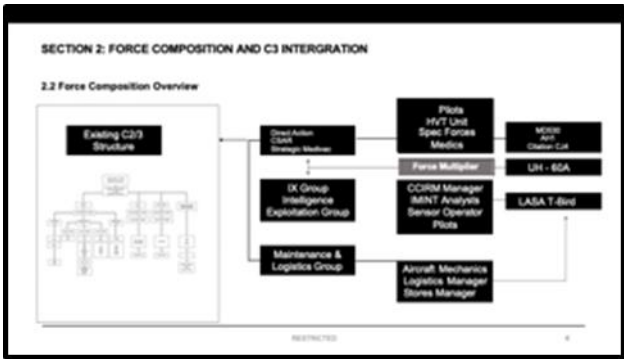 SECTION 2: FORCE COMPOSITION AND C3 INTERGRATION
2.2 Force Composition Overview
Existing C2/3
Structure
Direct Action
CSAR
Strategic Medivac
Pilots
HVT Unit
Spec Forces
Medics
MD530
AH1
Citation CJ4
Force Multiplier
UH - 60A
IX Group
Intelligence
Exploitation Group
CCIRM Manager
IMINT Analysts
Sensor Operator
Pilots
LASA T-Bird
Maintenance &
Logistics Group
Aircraft Mechanics
Logistics Manager
Stores Manager
RESTRICTED